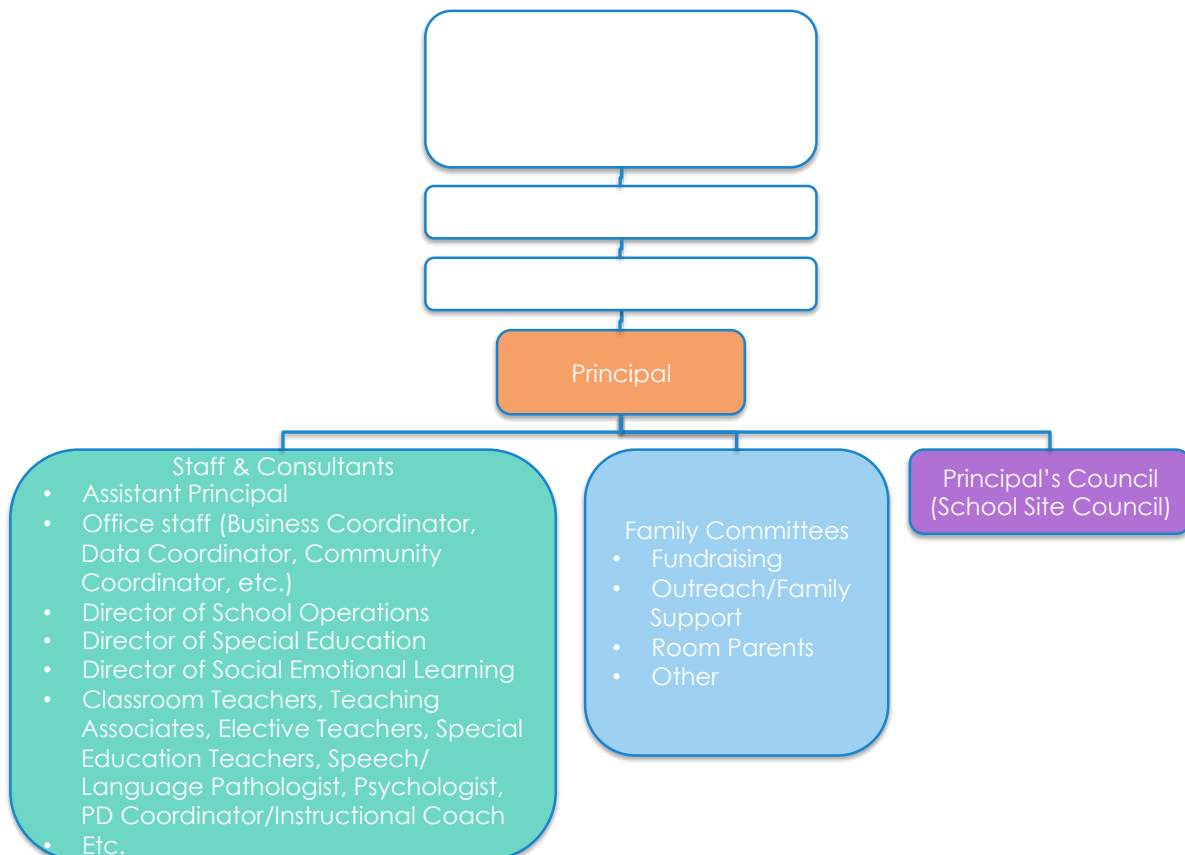 Principal
Staff & Consultants
• Assistant Principal
• Office staff (Business Coordinator,
Data Coordinator, Community
Coordinator, etc.)
• Director of School Operations
• Director of Special Education
• Director of Social Emotional Learning
• Classroom Teachers, Teaching
Associates, Elective Teachers, Special
Education Teachers, Speech/
Language Pathologist, Psychologist,
PD Coordinator/Instructional Coach
• Etc.
Family Committees
• Fundraising
• Outreach/Family
Support
• Room Parents
• Other
Principal’s Council
(School Site Council)